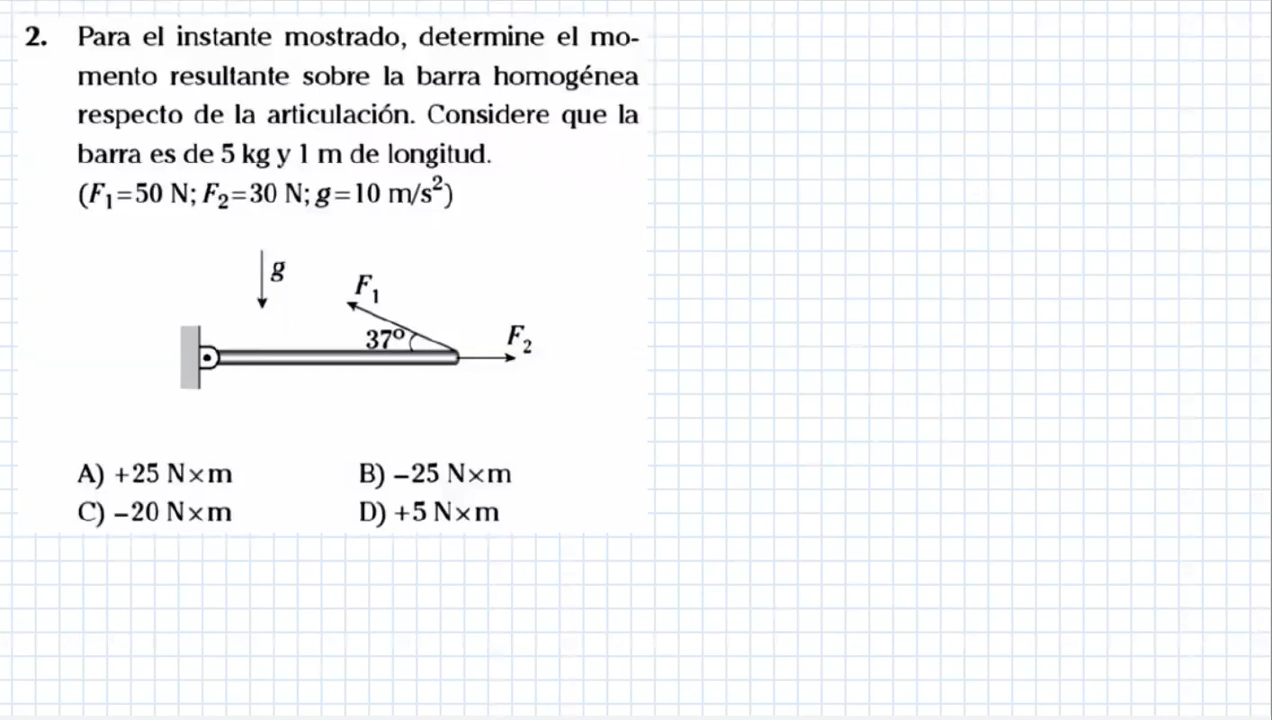 2. Para el instante mostrado, determine el mo-
mento resultante sobre la barra homogénea
respecto de la articulación. Considere que la
barra es de 5 kg y 1 m de longitud.
(F₁=50 N; F₂=30 N; g=10 m/s²)
g
F₁
37°
F₂
A) +25 N×m B) –25 N×m
C) –20 N×m D) +5 N×m